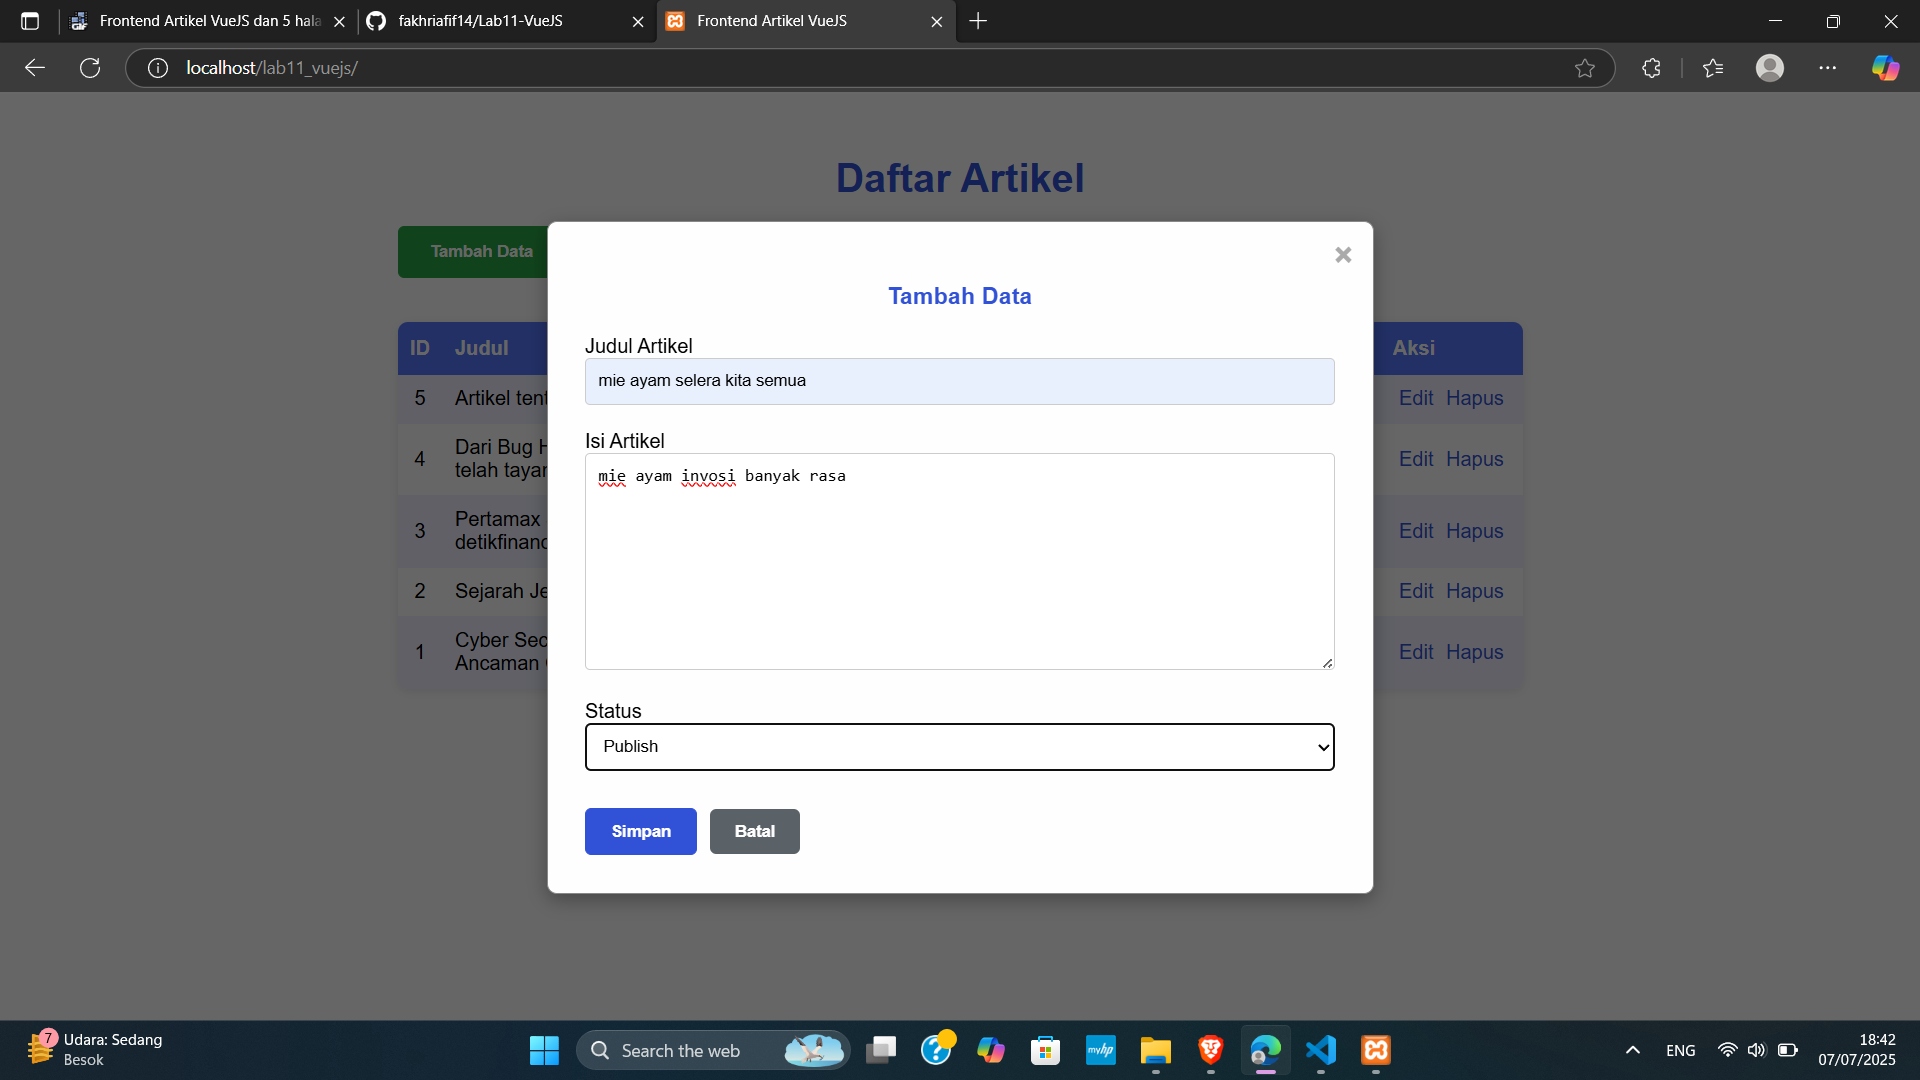 Frontend Artikel VueJS dan 5 hala
fakhriafif14/Lab11-VueJS
Frontend Artikel VueJS
localhost/lab11_vuejs/
Daftar Artikel
Tambah Data
Tambah Data
Judul Artikel
mie ayam selera kita semua
Isi Artikel
mie ayam invosi banyak rasa
Status
Publish
Simpan
Batal
ID Judul Aksi
5 Artikel tent Edit Hapus
4 Dari Bug H
telah tayan Edit Hapus
3 Pertamax
detikfinanc Edit Hapus
2 Sejarah Je Edit Hapus
1 Cyber Sec
Ancaman Edit Hapus
7
Udara: Sedang
Besok
Search the web
myhp
ENG
18:42
07/07/2025